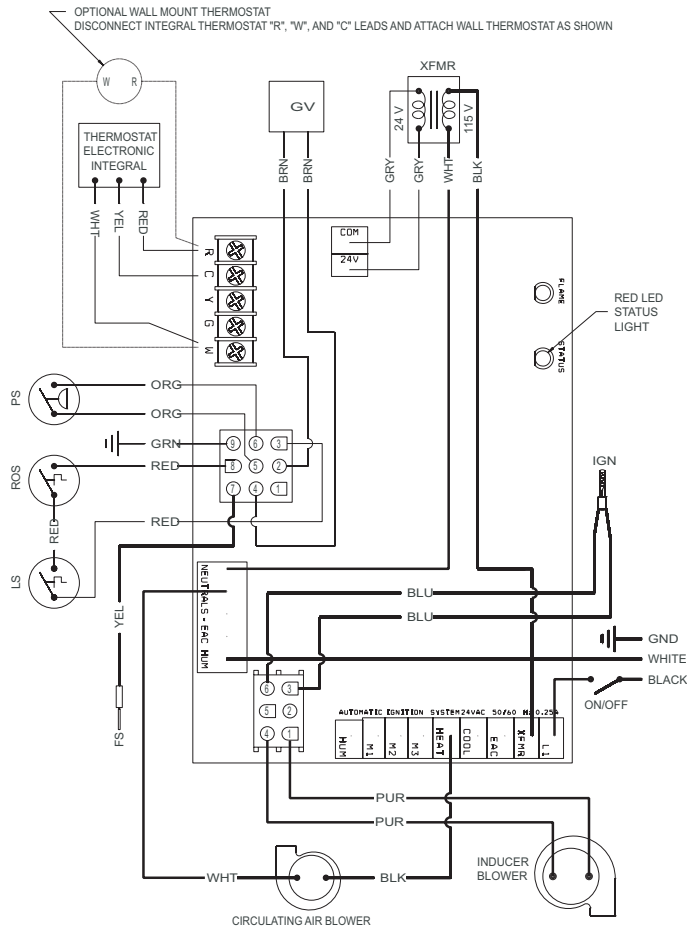 OPTIONAL WALL MOUNT THERMOSTAT
DISCONNECT INTEGRAL THERMOSTAT "R", "W", AND "C" LEADS AND ATTACH WALL THERMOSTAT AS SHOWN
W R
THERMOSTAT
ELECTRONIC
INTEGRAL
WHT
YEL
RED
GV
BRN
BRN
XFMR
24 V
115 V
GRY
GRY
WHT
BLK
COM
24V
R
C
Y
G
W
FLAME
STATUS
RED LED
STATUS
LIGHT
PS
ORG
ORG
GRN
RED
ROS
RED
LS
RED
9 6 3
8 5 2
7 4 1
YEL
FS
NEUTRALS - EAC HUM
IGN
BLU
BLU
GND
WHITE
BLACK
ON/OFF
6 3
5 2
4 1
AUTOMATIC IGNITION SYSTEM 24VAC 50/60 0.25A
HUM
M1
M2
M3
HEAT
COOL
EAC
XFMR
L1
PUR
PUR
WHT
BLK
CIRCULATING AIR BLOWER
INDUCER
BLOWER